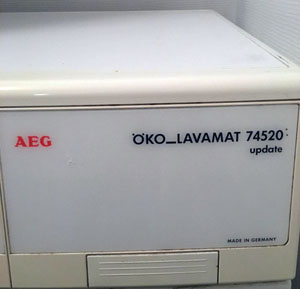 AEG
ÖKO_LAVAMAT 74520
update
MADE IN GERMANY